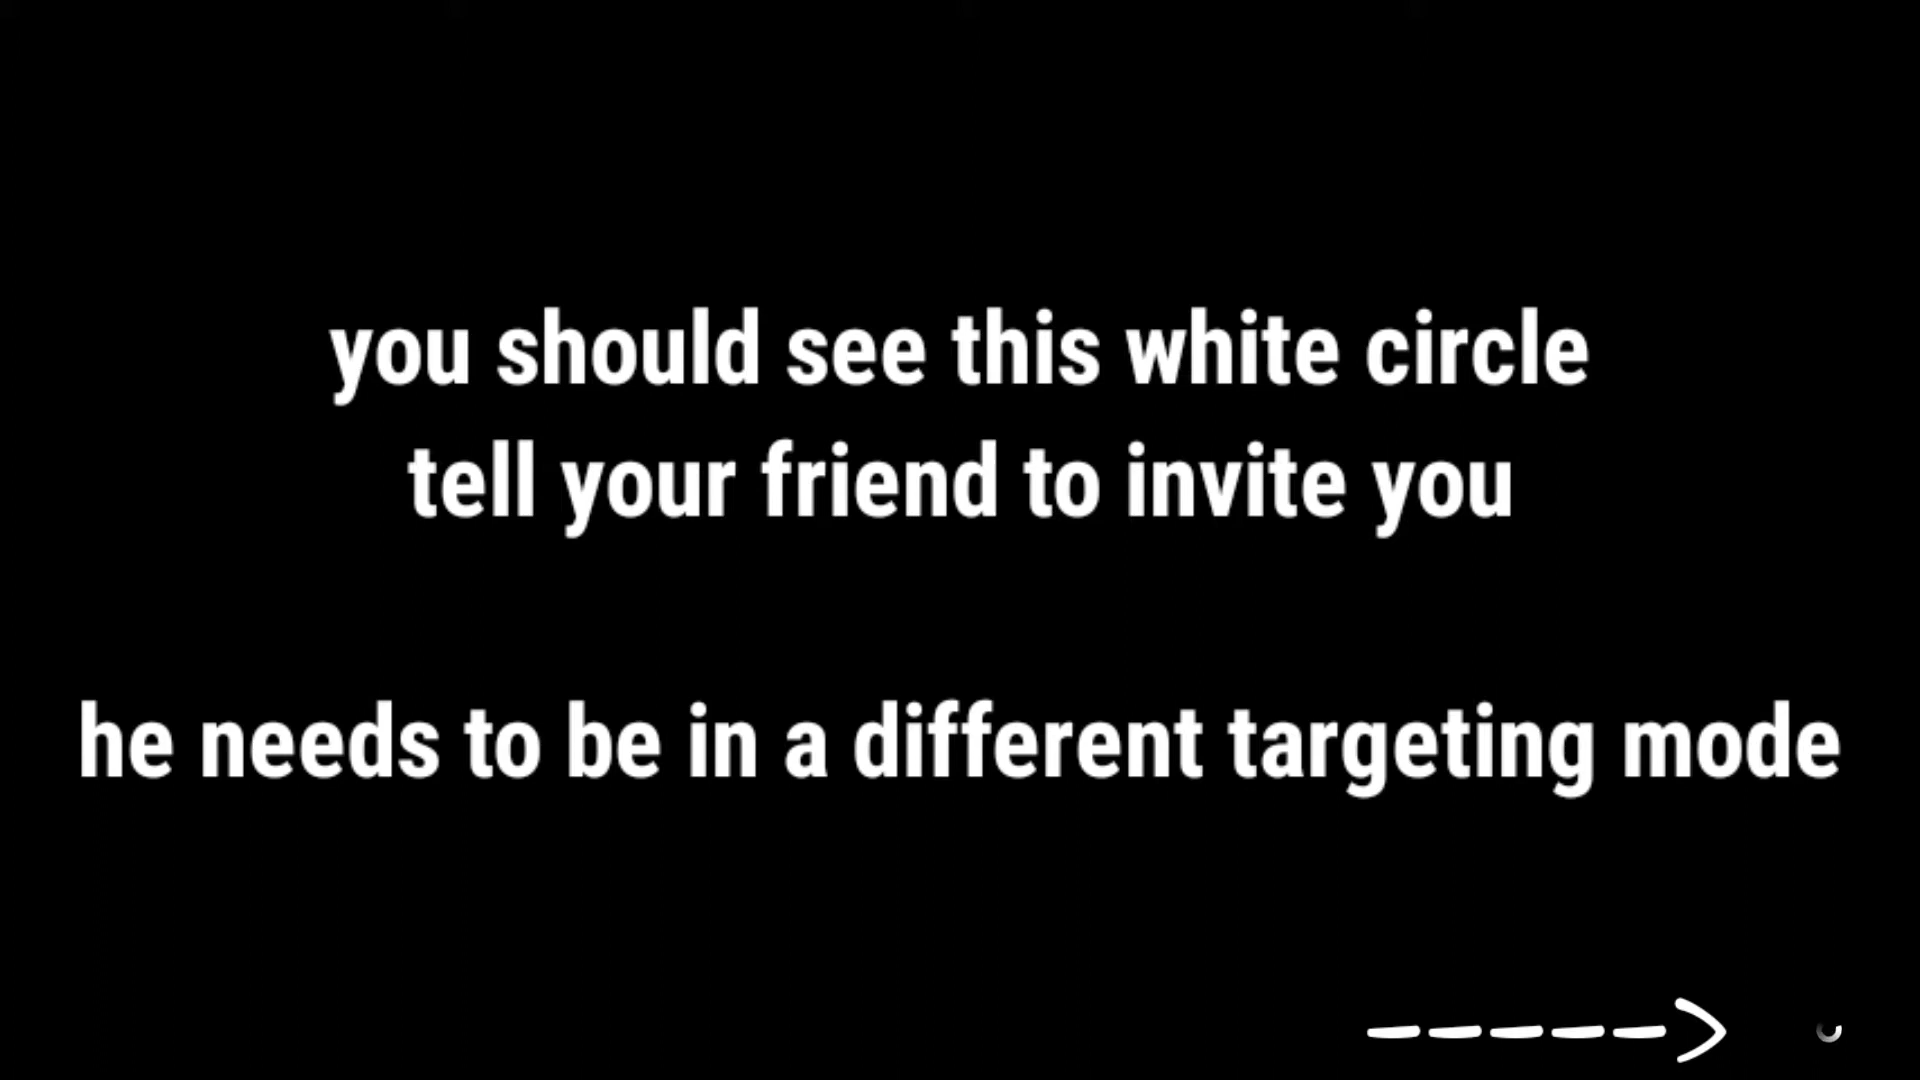 you should see this white circle
tell your friend to invite you
he needs to be in a different targeting mode